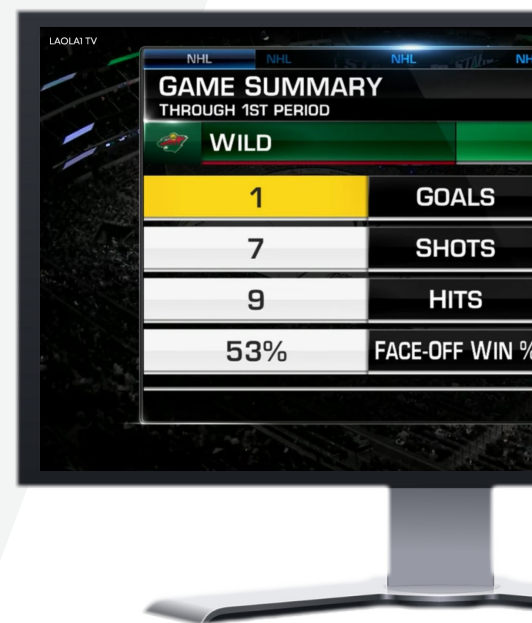 LAOLA1 TV
NHL NHL NHL
GAME SUMMARY
THROUGH 1ST PERIOD
WILD
1 GOALS
7 SHOTS
9 HITS
53% FACE-OFF WIN %